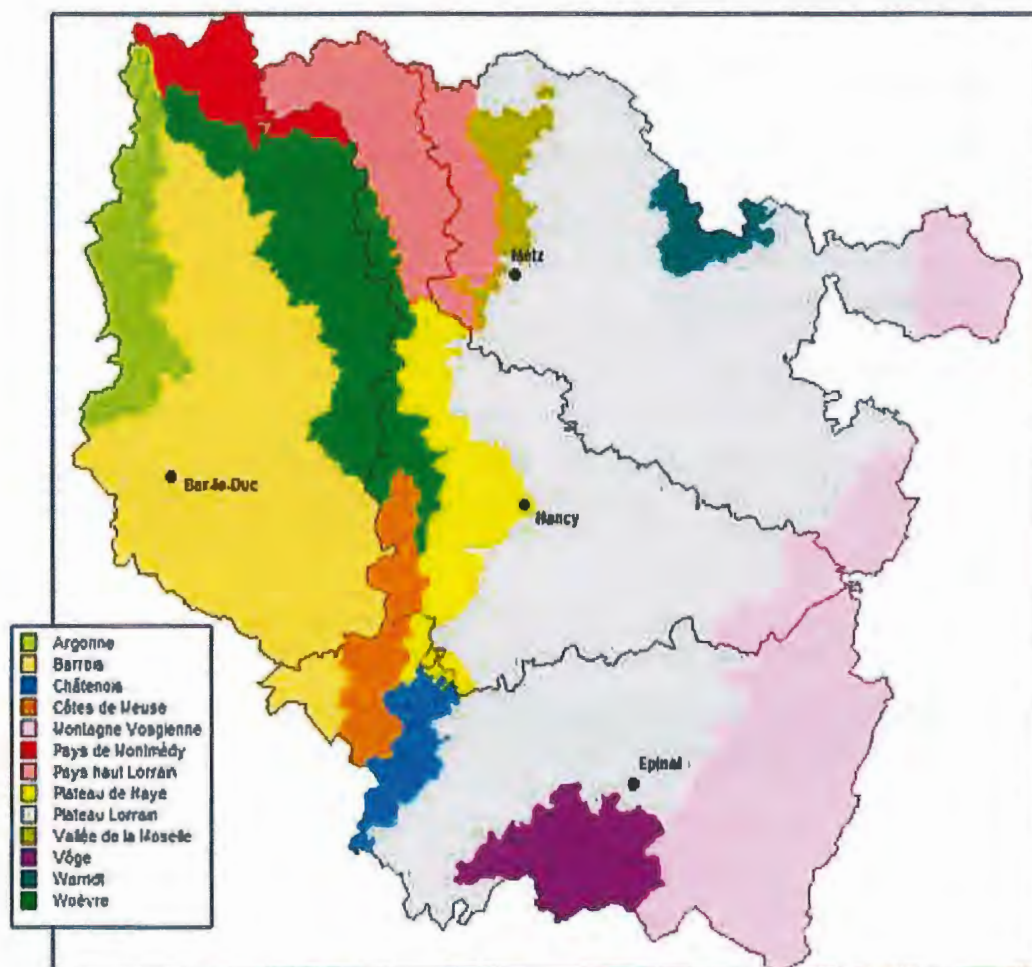 Metz
Bar-le-Duc
Nancy
Argonne
Barrois
Châtenois
Côtes de Meuse
Montagne Vosgienne
Pays de Montmédy
Pays haut Lorrain
Plateau de Haye
Plateau Lorrain
Vallée de la Moselle
Vôge
Warndt
Woëvre
Epinal